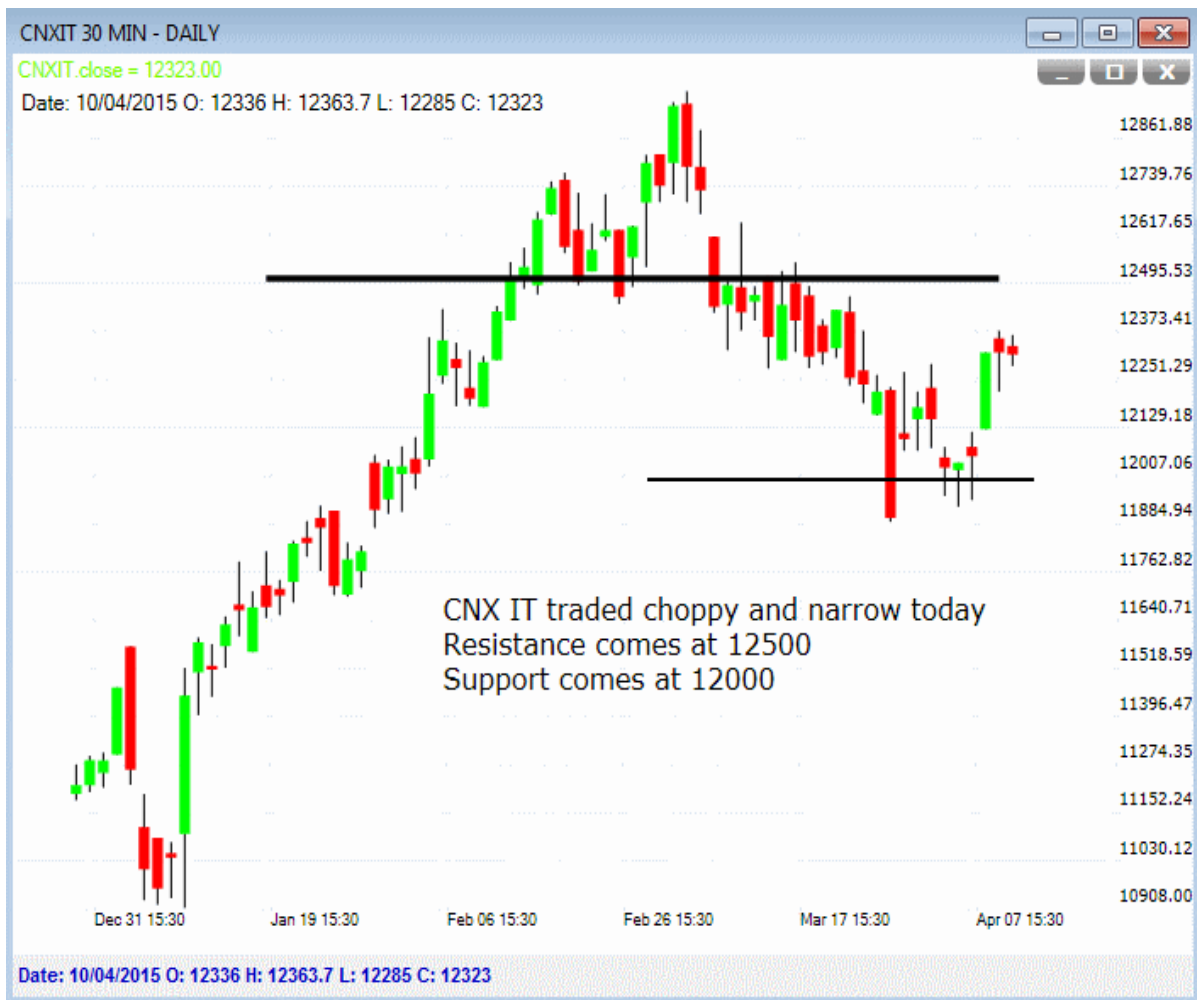 CNXIT 30 MIN - DAILY
CNXIT.close = 12323.00
Date: 10/04/2015 O: 12336 H: 12363.7 L: 12285 C: 12323
12861.88
12739.76
12617.65
12495.53
12373.41
12251.29
12129.18
12007.06
11884.94
11762.82
11640.71
11518.59
11396.47
11274.35
11152.24
11030.12
10908.00
CNX IT traded choppy and narrow today
Resistance comes at 12500
Support comes at 12000
Dec 31 15:30 Jan 19 15:30 Feb 06 15:30 Feb 26 15:30 Mar 17 15:30 Apr 07 15:30
Date: 10/04/2015 O: 12336 H: 12363.7 L: 12285 C: 12323